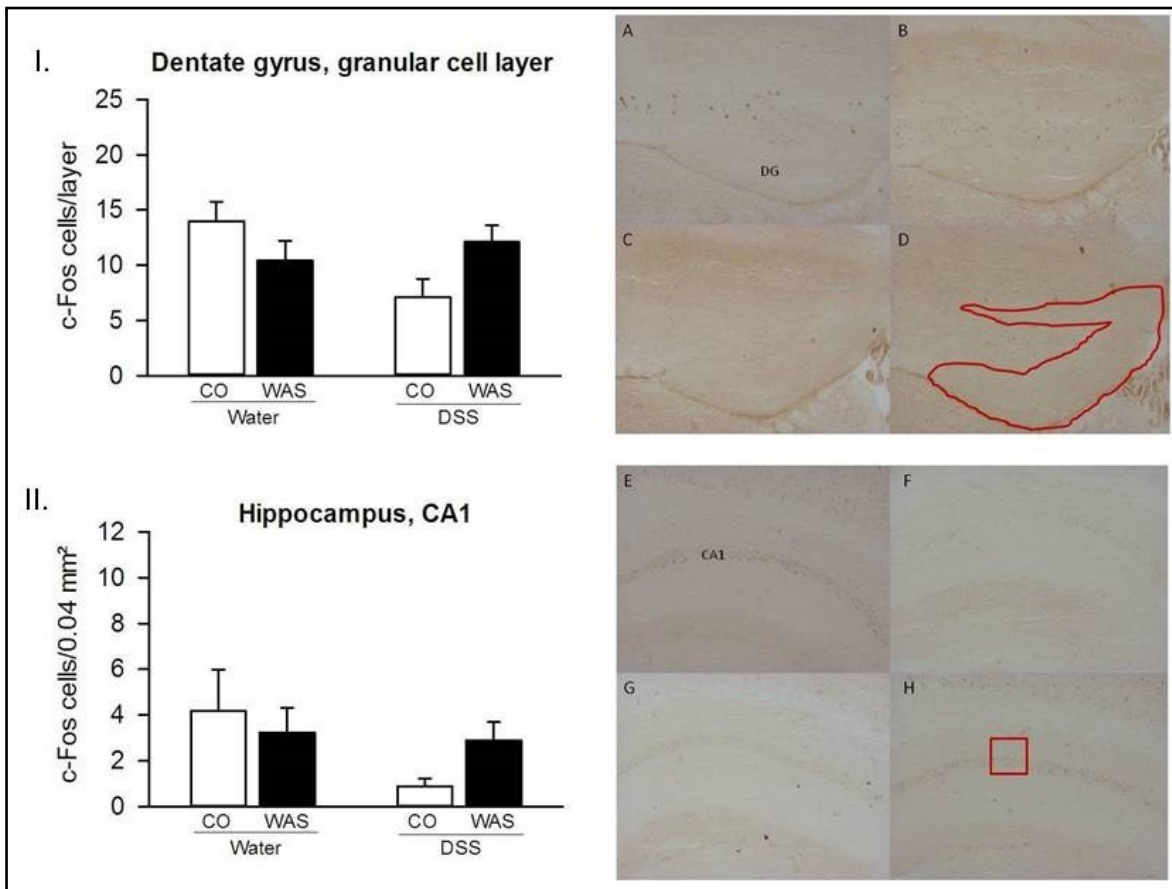 I.
Dentate gyrus, granular cell layer
c-Fos cells/layer
25
20
15
10
5
0
CO WAS CO WAS
Water DSS
A
B
DG
C
D
II.
Hippocampus, CA1
c-Fos cells/0.04 mm²
12
10
8
6
4
2
0
CO WAS CO WAS
Water DSS
E
F
CA1
G
H